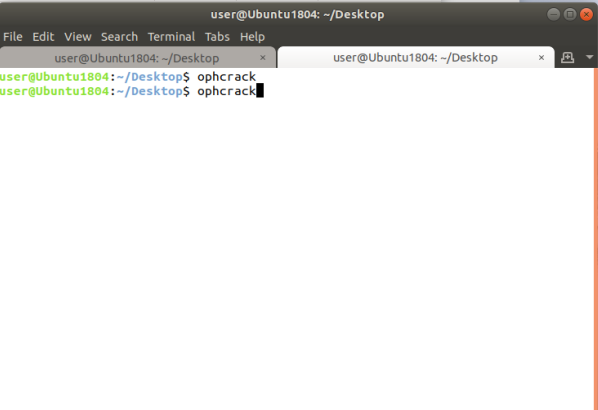 user@Ubuntu1804: ~/Desktop
File Edit View Search Terminal Tabs Help
user@Ubuntu1804: ~/Desktop × user@Ubuntu1804: ~/Desktop ×
user@Ubuntu1804:~/Desktop$ ophcrack
user@Ubuntu1804:~/Desktop$ ophcrack